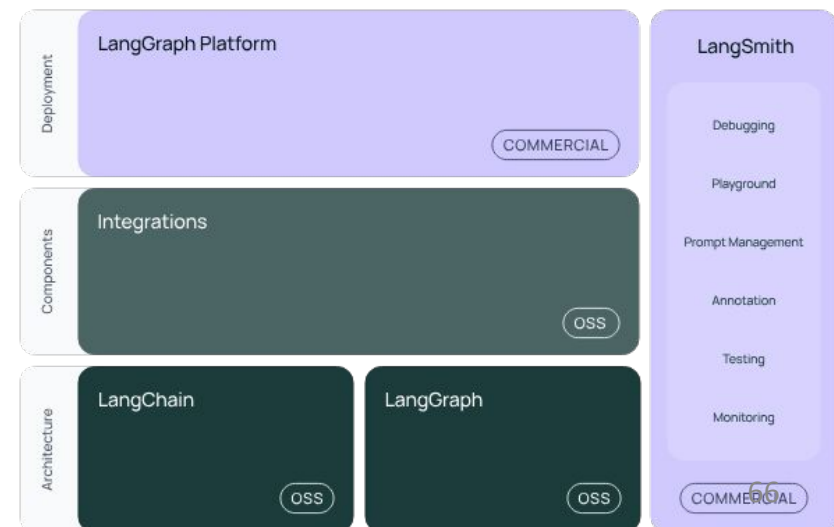 Deployment
LangGraph Platform
COMMERCIAL
Components
Integrations
OSS
Architecture
LangChain
OSS
LangGraph
OSS
LangSmith
Debugging
Playground
Prompt Management
Annotation
Testing
Monitoring
COMMERCIAL
66